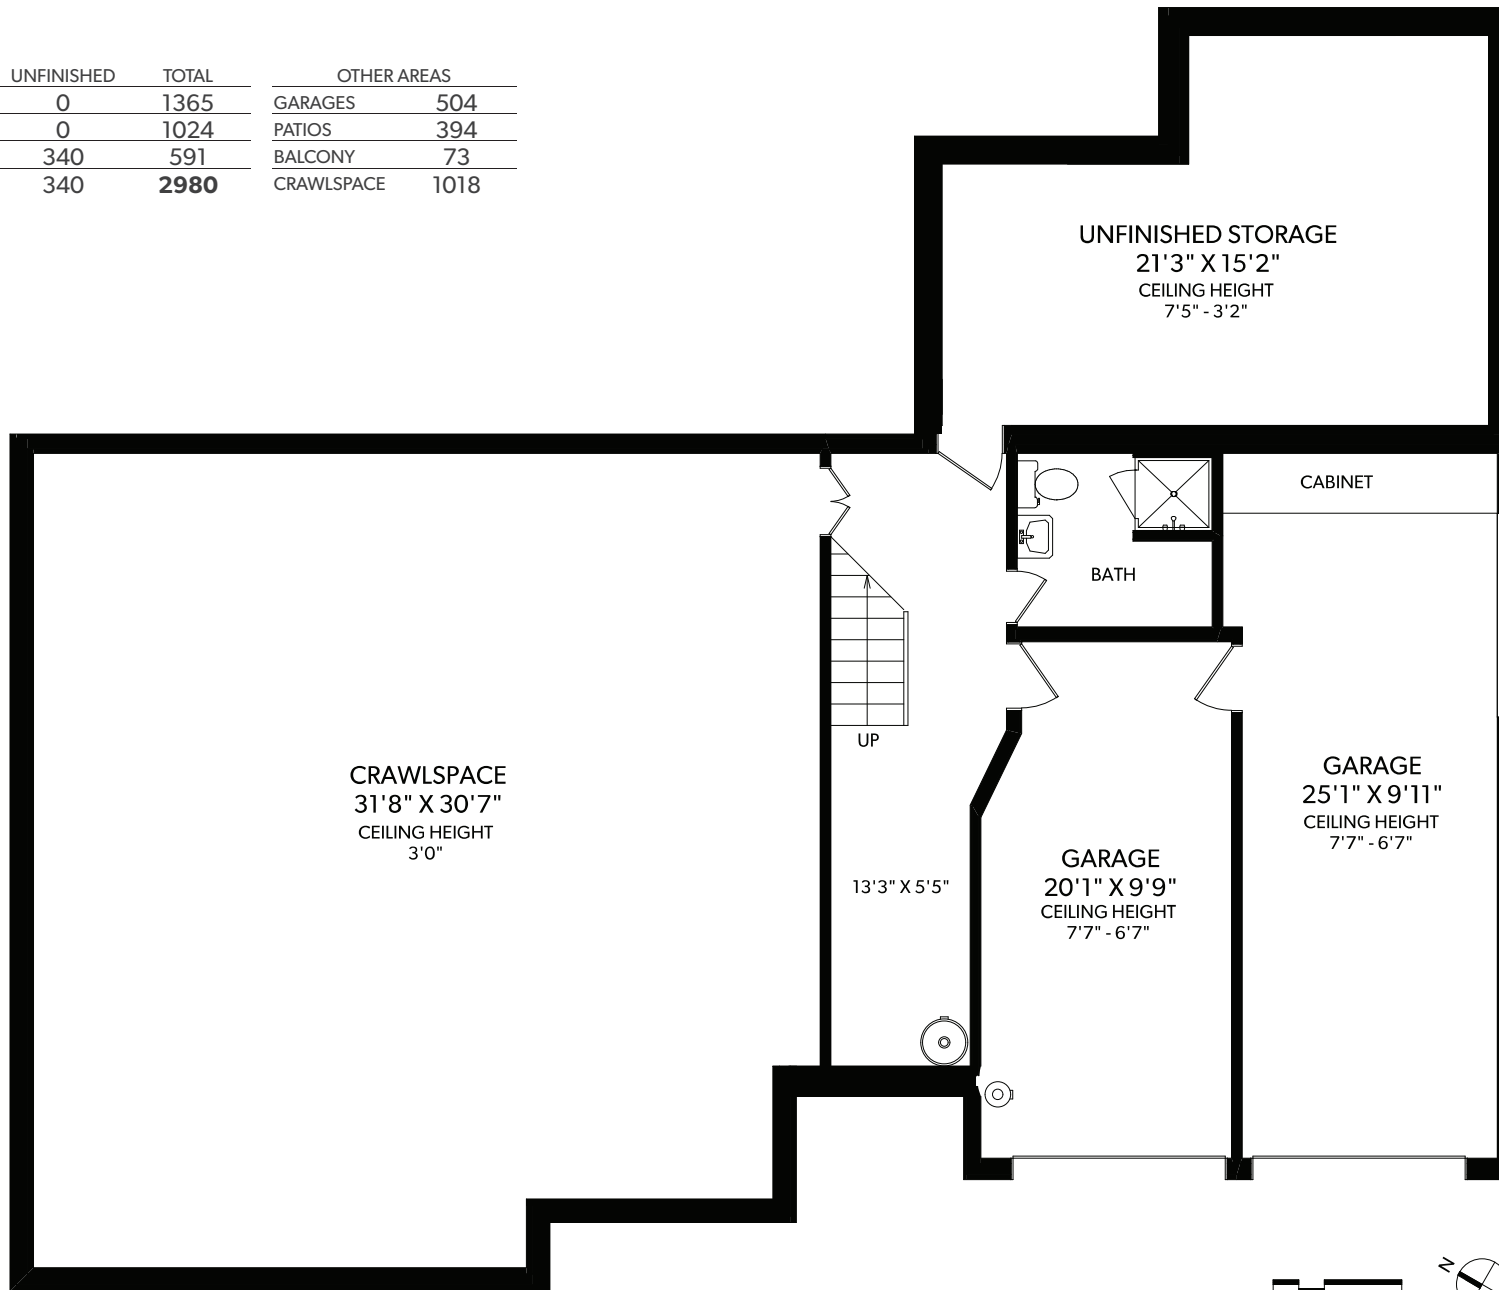 UNFINISHED TOTAL
0 1365
0 1024
340 591
340 2980
OTHER AREAS
GARAGES 504
PATIOS 394
BALCONY 73
CRAWLSPACE 1018
UNFINISHED STORAGE
21'3" X 15'2"
CEILING HEIGHT
7'5" - 3'2"
CABINET
BATH
UP
CRAWLSPACE
31'8" X 30'7"
CEILING HEIGHT
3'0"
13'3" X 5'5"
GARAGE
20'1" X 9'9"
CEILING HEIGHT
7'7" - 6'7"
GARAGE
25'1" X 9'11"
CEILING HEIGHT
7'7" - 6'7"
N